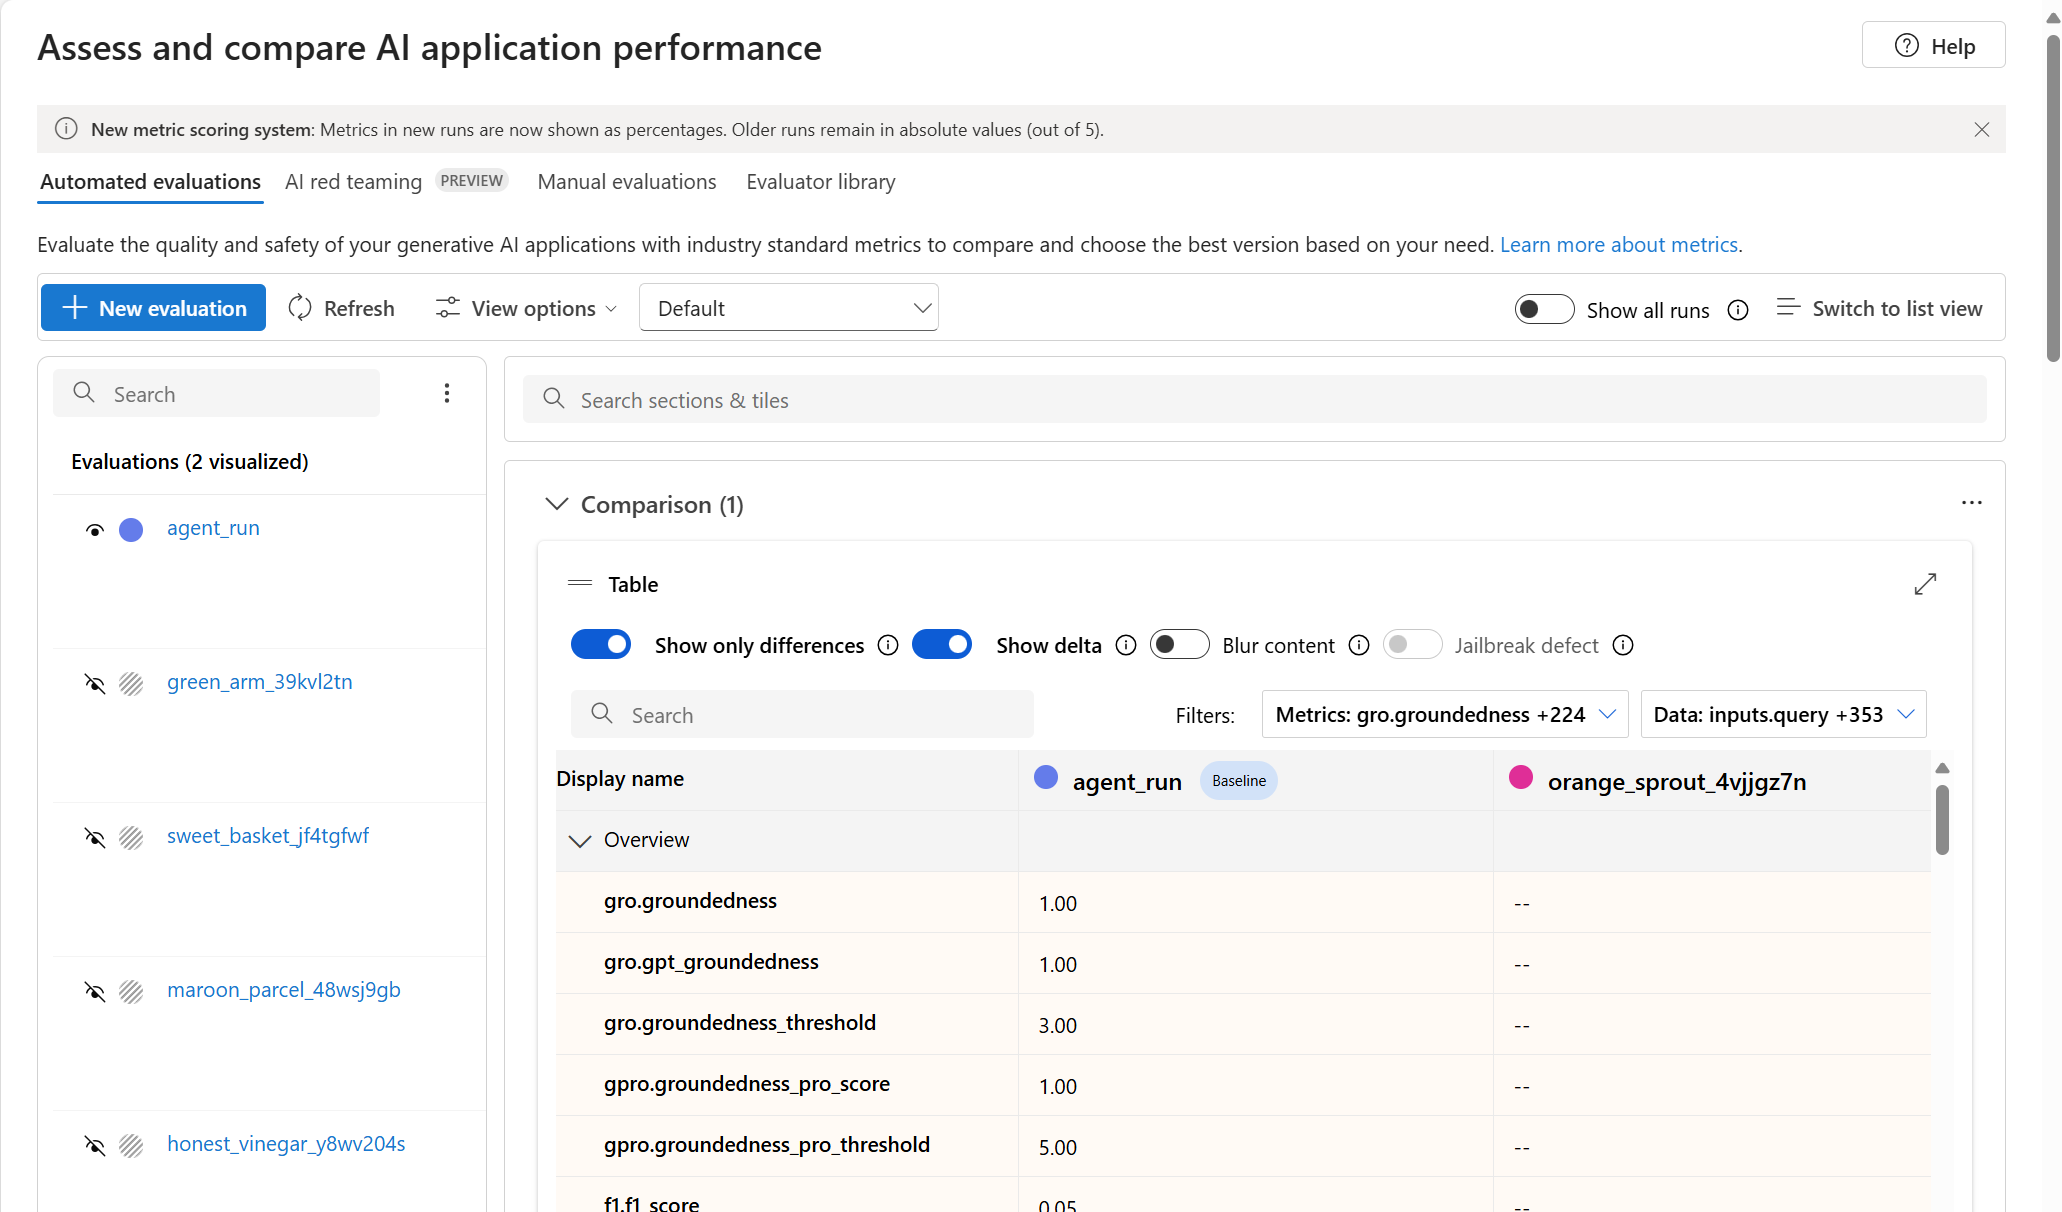 Assess and compare AI application performance
Help
New metric scoring system: Metrics in new runs are now shown as percentages. Older runs remain in absolute values (out of 5).
Automated evaluations AI red teaming PREVIEW Manual evaluations Evaluator library
Evaluate the quality and safety of your generative AI applications with industry standard metrics to compare and choose the best version based on your need. Learn more about metrics.
New evaluation Refresh View options Default Show all runs Switch to list view
Search
Evaluations (2 visualized)
agent_run
green_arm_39kvl2tn
sweet_basket_jf4tgfwf
maroon_parcel_48wsj9gb
honest_vinegar_y8wv204s
Search sections & tiles
Comparison (1)
Table
Show only differences Show delta Blur content Jailbreak defect
Search Filters: Metrics: gro.groundedness +224 Data: inputs.query +353
Display name agent_run Baseline orange_sprout_4vjjgz7n
Overview
gro.groundedness 1.00 --
gro.gpt_groundedness 1.00 --
gro.groundedness_threshold 3.00 --
gpro.groundedness_pro_score 1.00 --
gpro.groundedness_pro_threshold 5.00 --
f1.f1_score 0.05 --